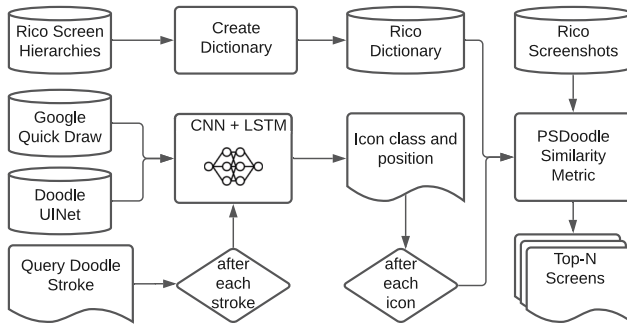 Rico Screen
Hierarchies
Create
Dictionary
Rico
Dictionary
Rico
Screenshots
Google
Quick Draw
CNN + LSTM
Icon class and
position
PSDoodle
Similarity
Metric
Doodle
UINet
Query Doodle
Stroke
after
each
stroke
after
each
icon
Top-N
Screens